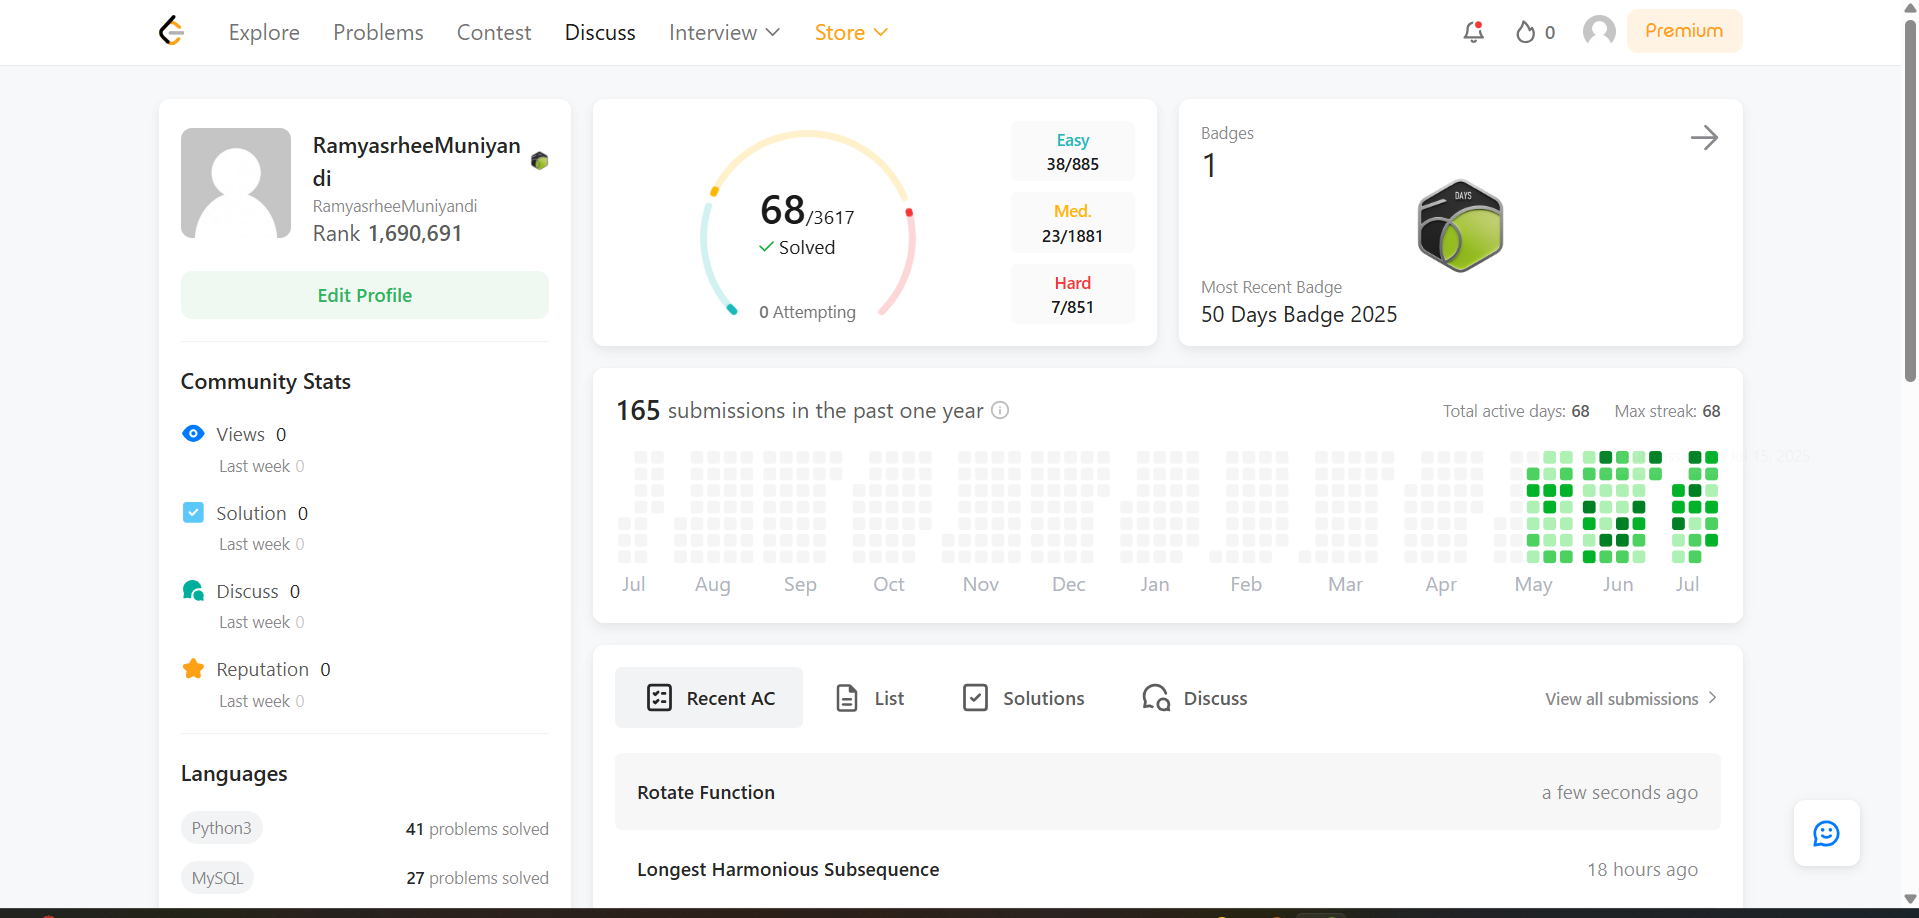 Explore Problems Contest Discuss Interview Store 0 Premium
RamyasrheeMuniyan
di
RamyasrheeMuniyandi
Rank 1,690,691
Edit Profile
Community Stats
Views 0
Last week 0
Solution 0
Last week 0
Discuss 0
Last week 0
Reputation 0
Last week 0
Languages
Python3 41 problems solved
MySQL 27 problems solved
68/3617
Solved
0 Attempting
Easy
38/885
Med.
23/1881
Hard
7/851
Badges
1
DAYS
Most Recent Badge
50 Days Badge 2025
165 submissions in the past one year Total active days: 68 Max streak: 68
Jul Aug Sep Oct Nov Dec Jan Feb Mar Apr May Jun Jul
Recent AC List Solutions Discuss View all submissions
Rotate Function a few seconds ago
Longest Harmonious Subsequence 18 hours ago